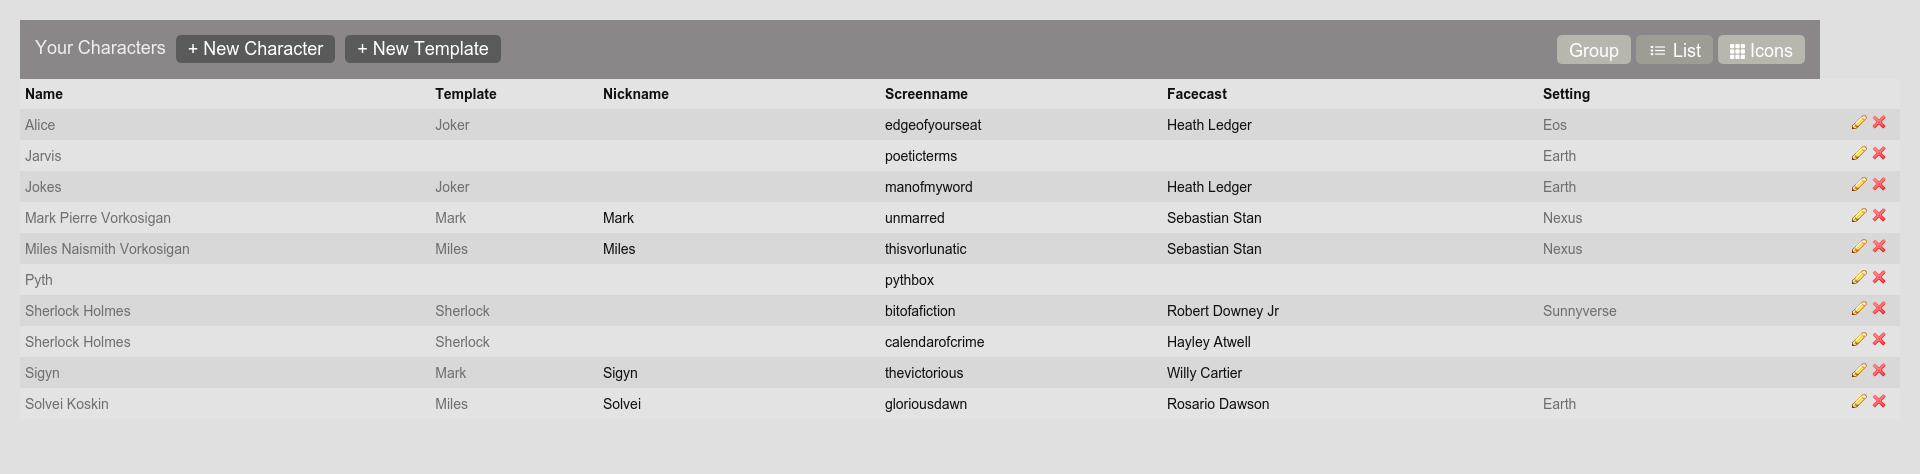 Your Characters + New Character + New Template Group List Icons
Name Template Nickname Screenname Facecast Setting
Alice Joker edgeofyourseat Heath Ledger Eos
Jarvis poeticterms Earth
Jokes Joker manofmyword Heath Ledger Earth
Mark Pierre Vorkosigan Mark Mark unmarred Sebastian Stan Nexus
Miles Naismith Vorkosigan Miles Miles thisvorlunatic Sebastian Stan Nexus
Pyth pythbox
Sherlock Holmes Sherlock bitofafiction Robert Downey Jr Sunnyverse
Sherlock Holmes Sherlock calendarofcrime Hayley Atwell
Sigyn Mark Sigyn thevictorious Willy Cartier
Solvei Koskin Miles Solvei gloriousdawn Rosario Dawson Earth